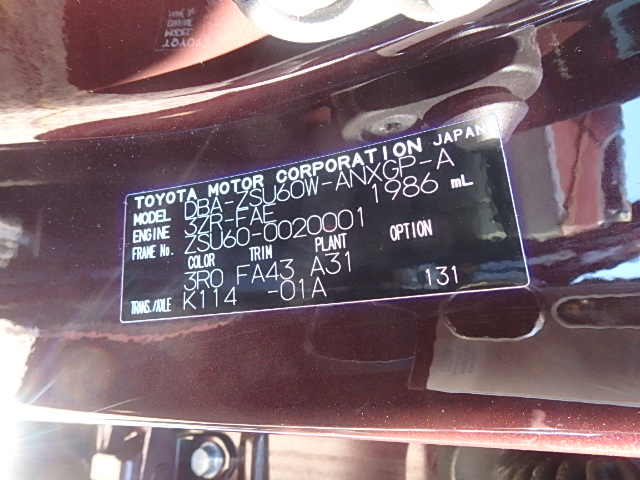 TOYOTA MOTOR CORPORATION JAPAN
MODEL DBA-ZSU60W-ANXGP-A
ENGINE 3ZR-FAE 1986 mL
FRAME No. ZSU60-0020001
COLOR TRIM PLANT OPTION
3R0 FA43 A31
TRANS./AXLE K114 -01A 131